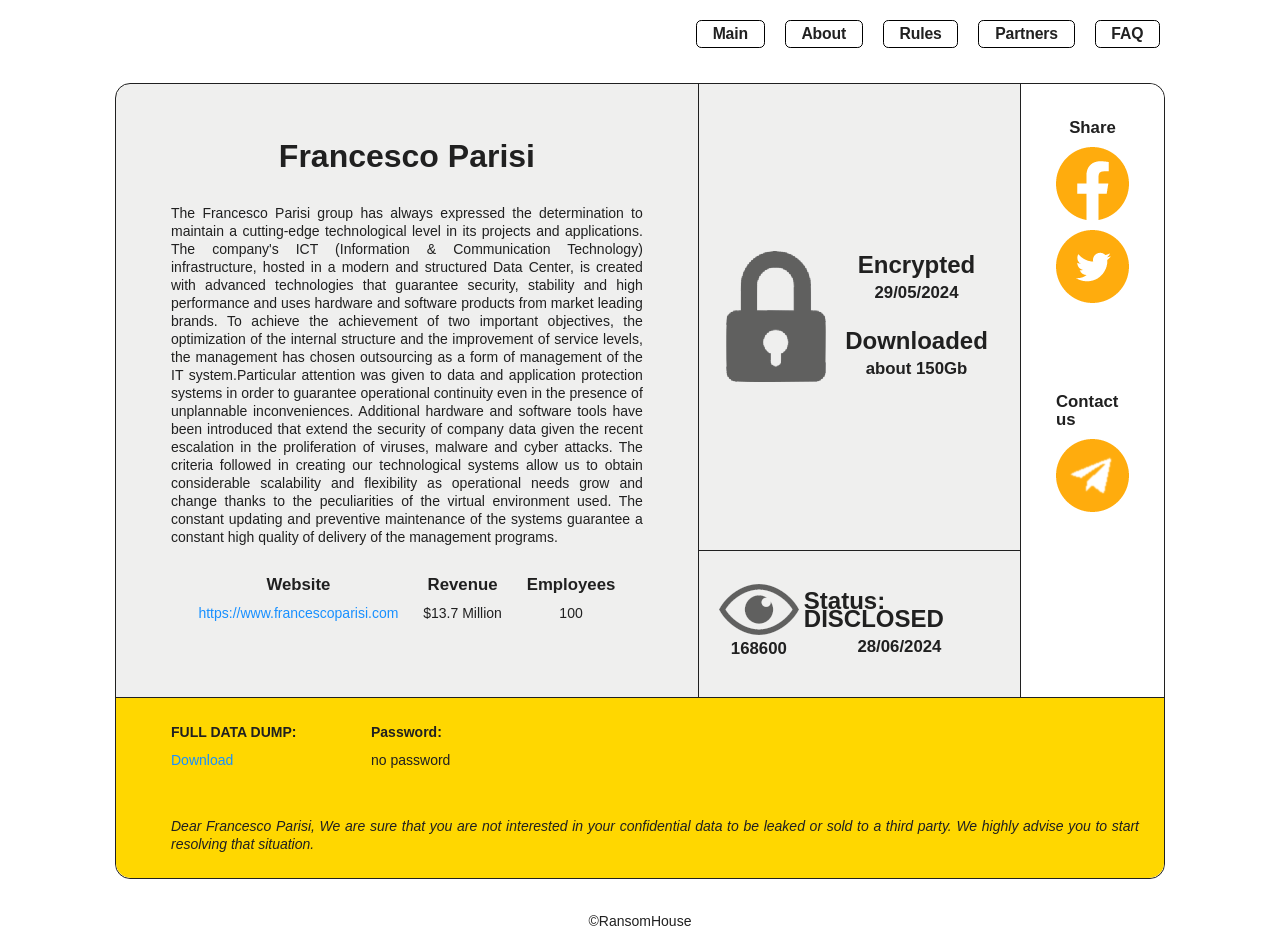 Main About Rules Partners FAQ
Francesco Parisi
The Francesco Parisi group has always expressed the determination to
maintain a cutting-edge technological level in its projects and applications.
The company's ICT (Information & Communication Technology)
infrastructure, hosted in a modern and structured Data Center, is created
with advanced technologies that guarantee security, stability and high
performance and uses hardware and software products from market leading
brands. To achieve the achievement of two important objectives, the
optimization of the internal structure and the improvement of service levels,
the management has chosen outsourcing as a form of management of the
IT system.Particular attention was given to data and application protection
systems in order to guarantee operational continuity even in the presence of
unplannable inconveniences. Additional hardware and software tools have
been introduced that extend the security of company data given the recent
escalation in the proliferation of viruses, malware and cyber attacks. The
criteria followed in creating our technological systems allow us to obtain
considerable scalability and flexibility as operational needs grow and
change thanks to the peculiarities of the virtual environment used. The
constant updating and preventive maintenance of the systems guarantee a
constant high quality of delivery of the management programs.
Website Revenue Employees
https://www.francescoparisi.com $13.7 Million 100
Encrypted
29/05/2024
Downloaded
about 150Gb
Status:
DISCLOSED
168600 28/06/2024
Share
Contact
us
FULL DATA DUMP: Password:
Download no password
Dear Francesco Parisi, We are sure that you are not interested in your confidential data to be leaked or sold to a third party. We highly advise you to start
resolving that situation.
©RansomHouse